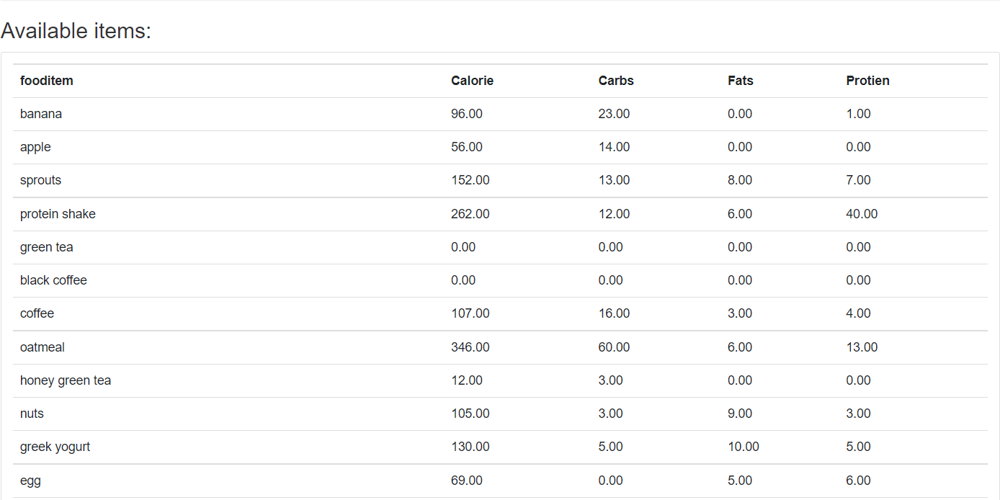 Available items:
fooditem Calorie Carbs Fats Protien
banana 96.00 23.00 0.00 1.00
apple 56.00 14.00 0.00 0.00
sprouts 152.00 13.00 8.00 7.00
protein shake 262.00 12.00 6.00 40.00
green tea 0.00 0.00 0.00 0.00
black coffee 0.00 0.00 0.00 0.00
coffee 107.00 16.00 3.00 4.00
oatmeal 346.00 60.00 6.00 13.00
honey green tea 12.00 3.00 0.00 0.00
nuts 105.00 3.00 9.00 3.00
greek yogurt 130.00 5.00 10.00 5.00
egg 69.00 0.00 5.00 6.00